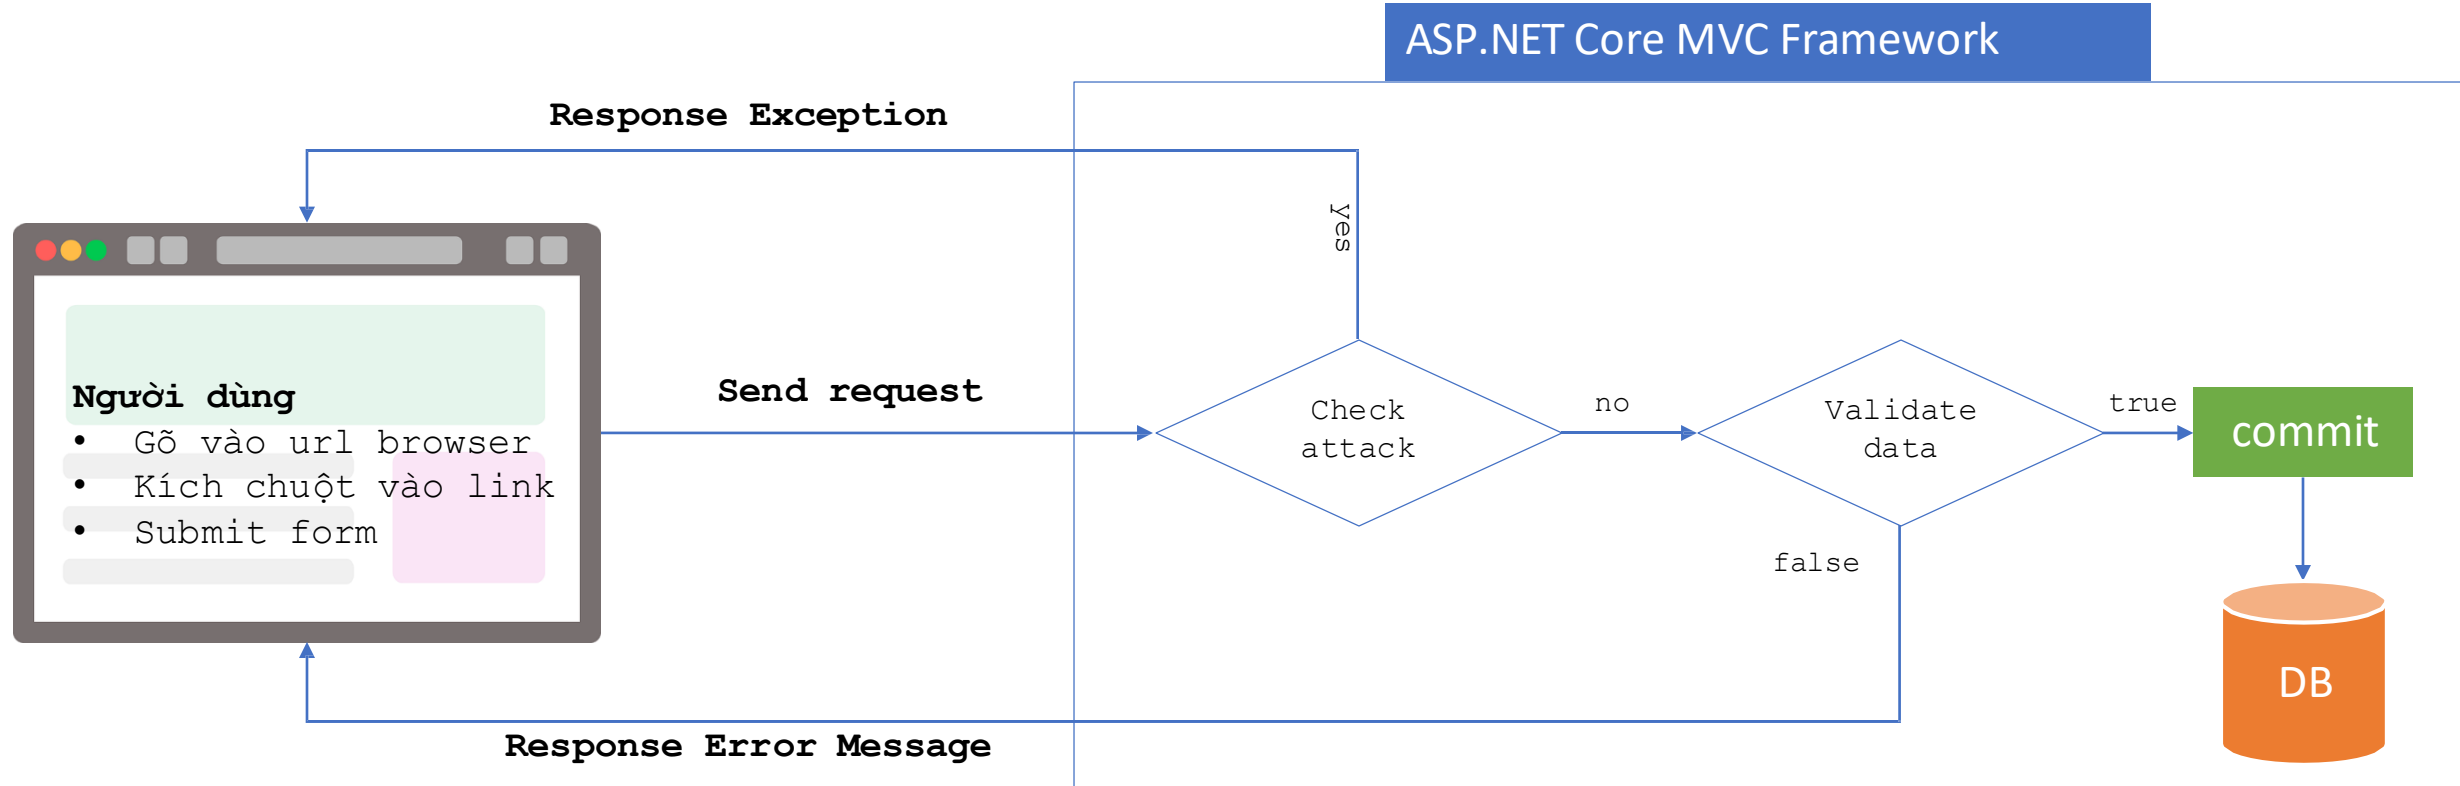 ASP.NET Core MVC Framework
Response Exception
yes
Người dùng
• Gõ vào url browser
• Kích chuột vào link
• Submit form
Send request
Check
attack
no
Validate
data
true
commit
false
DB
Response Error Message